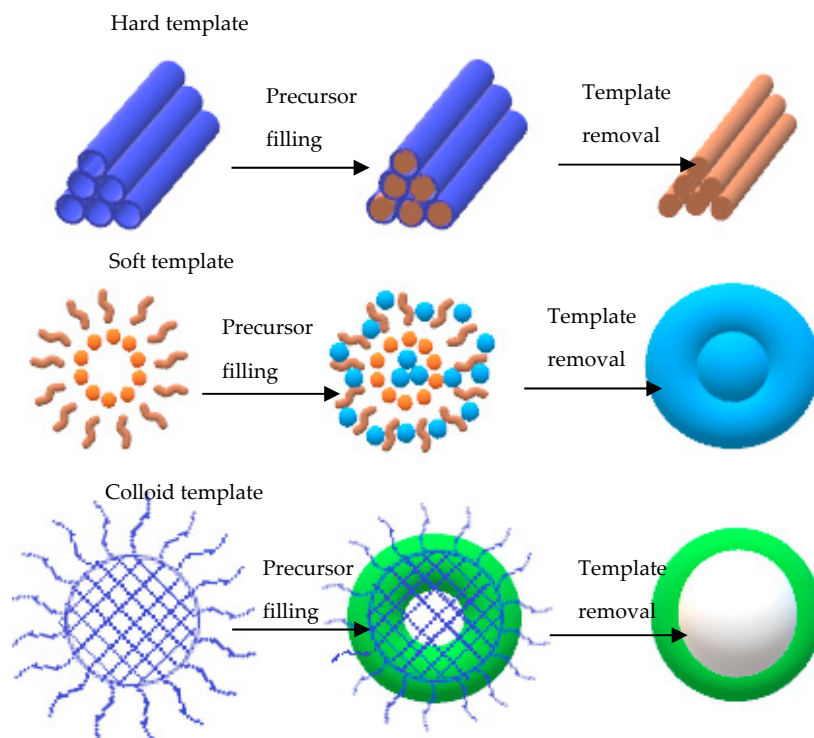 Hard template
Precursor
filling
Template
removal
Soft template
Precursor
filling
Template
removal
Colloid template
Precursor
filling
Template
removal